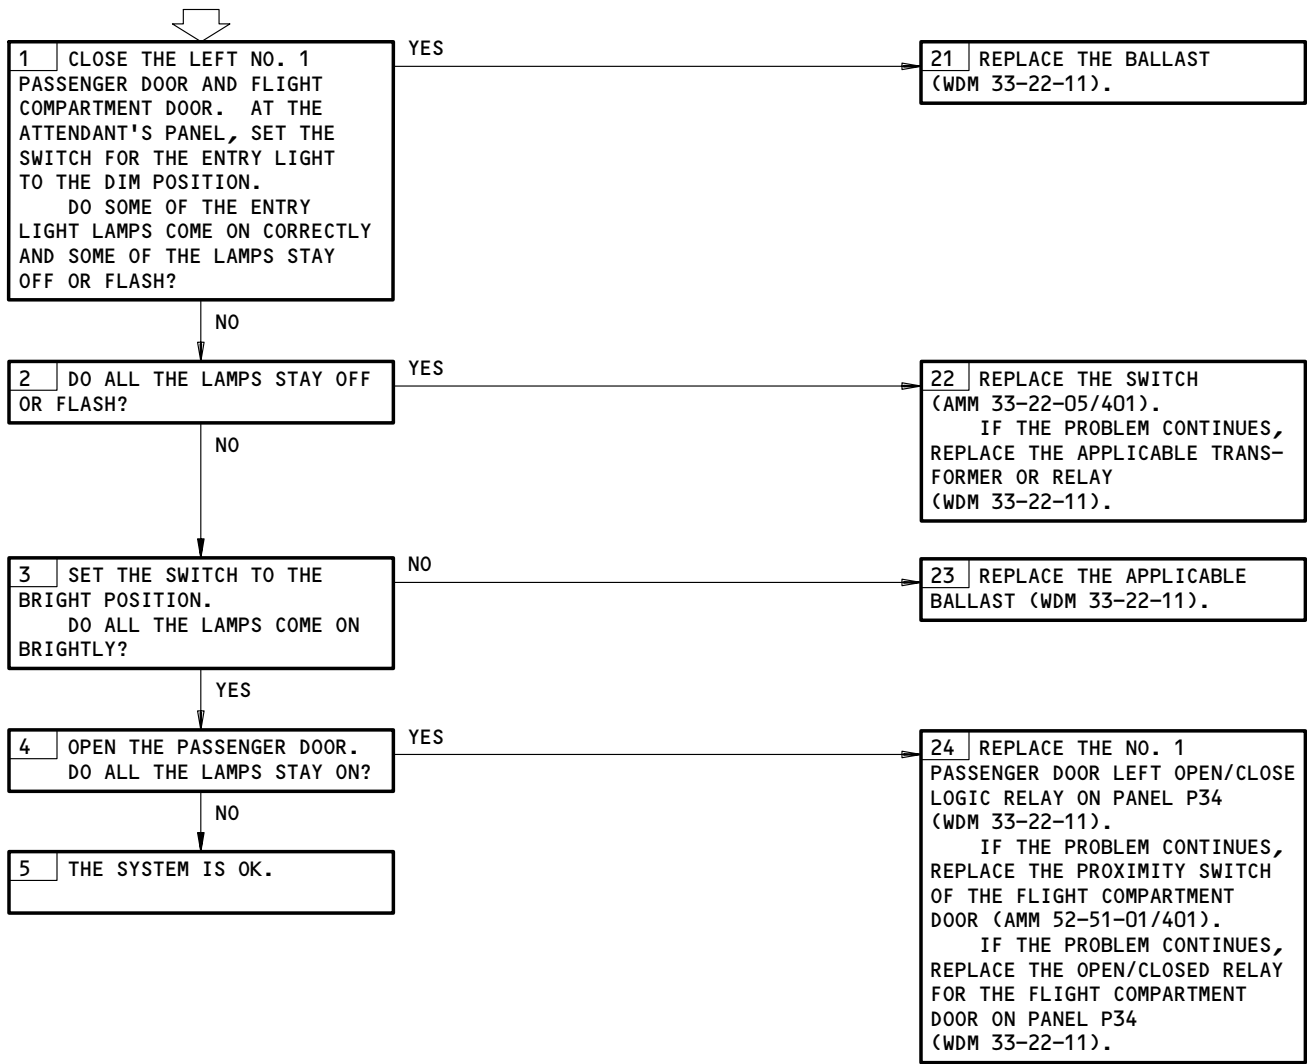 1 CLOSE THE LEFT NO. 1
PASSENGER DOOR AND FLIGHT
COMPARTMENT DOOR. AT THE
ATTENDANT'S PANEL, SET THE
SWITCH FOR THE ENTRY LIGHT
TO THE DIM POSITION.
DO SOME OF THE ENTRY
LIGHT LAMPS COME ON CORRECTLY
AND SOME OF THE LAMPS STAY
OFF OR FLASH?
YES
21 REPLACE THE BALLAST
(WDM 33-22-11).
NO
2 DO ALL THE LAMPS STAY OFF
OR FLASH?
YES
22 REPLACE THE SWITCH
(AMM 33-22-05/401).
IF THE PROBLEM CONTINUES,
REPLACE THE APPLICABLE TRANS-
FORMER OR RELAY
(WDM 33-22-11).
NO
3 SET THE SWITCH TO THE
BRIGHT POSITION.
DO ALL THE LAMPS COME ON
BRIGHTLY?
NO
23 REPLACE THE APPLICABLE
BALLAST (WDM 33-22-11).
YES
4 OPEN THE PASSENGER DOOR.
DO ALL THE LAMPS STAY ON?
YES
24 REPLACE THE NO. 1
PASSENGER DOOR LEFT OPEN/CLOSE
LOGIC RELAY ON PANEL P34
(WDM 33-22-11).
IF THE PROBLEM CONTINUES,
REPLACE THE PROXIMITY SWITCH
OF THE FLIGHT COMPARTMENT
DOOR (AMM 52-51-01/401).
IF THE PROBLEM CONTINUES,
REPLACE THE OPEN/CLOSED RELAY
FOR THE FLIGHT COMPARTMENT
DOOR ON PANEL P34
(WDM 33-22-11).
NO
5 THE SYSTEM IS OK.